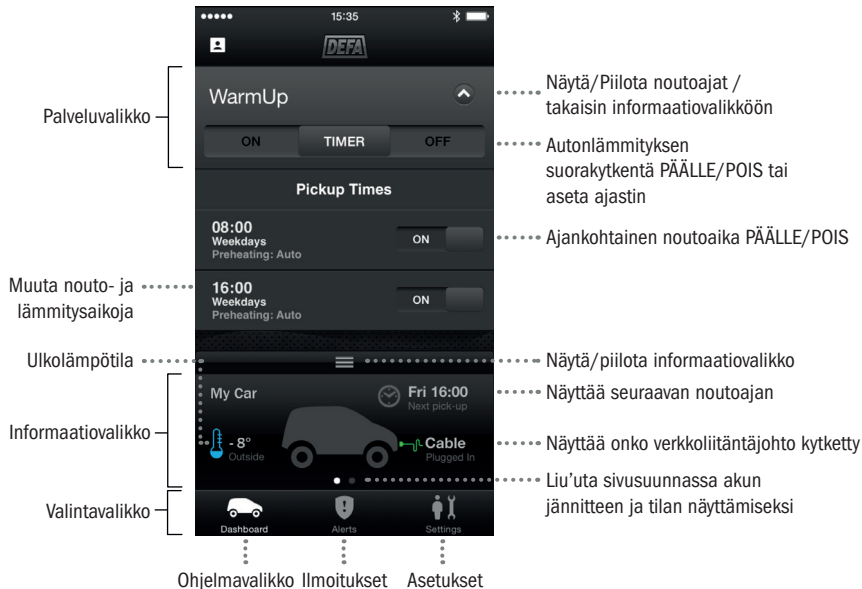 15:35
DEFA
WarmUp
ON TIMER OFF
Pickup Times
08:00
Weekdays
Preheating: Auto
ON
16:00
Weekdays
Preheating: Auto
ON
My Car
Fri 16:00
Next pick-up
- 8°
Outside
Cable
Plugged In
Dashboard
Alerts
Settings
Palveluvalikko
Muuta nouto- ja
lämmitysaikoja
Ulkolämpötila
Informaatiovalikko
Valintavalikko
Näytä/Piilota noutoajat /
takaisin informaatiovalikköön
Autonlämmityksen
suorakytkentä PÄÄLLE/POIS tai
aseta ajastin
Ajankohtainen noutoaika PÄÄLLE/POIS
Näytä/piilota informaatiovalikko
Näyttää seuraavan noutoajan
Näyttää onko verkkoliitäntäjohto kytketty
Liu'uta sivusuunnassa akun
jännitteen ja tilan näyttämiseksi
Ohjelmavalikko
Ilmoitukset
Asetukset